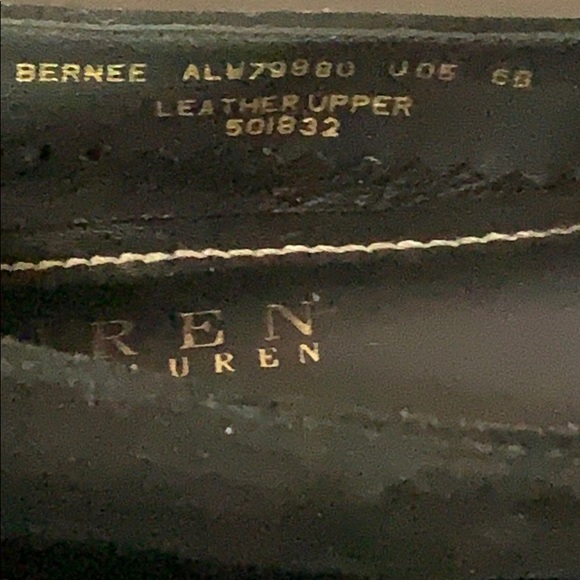 BERNEE ALW79980 U05 6B
LEATHER UPPER
501832
REN
UREN